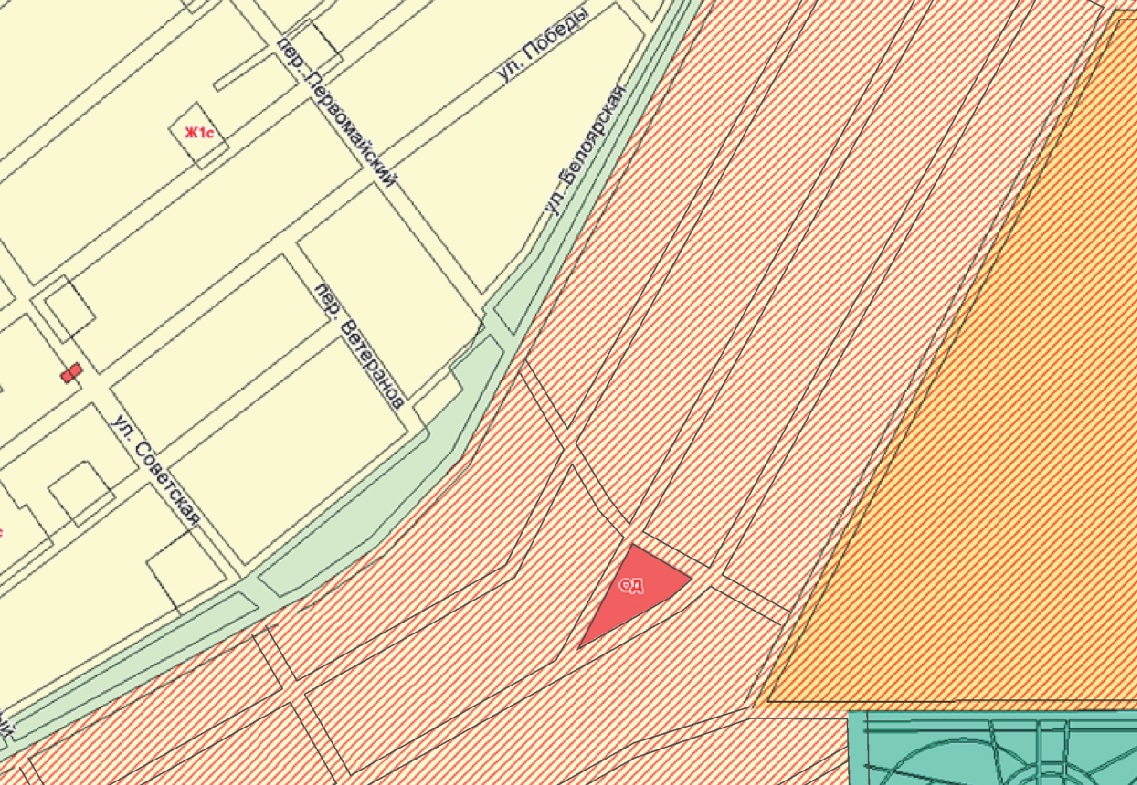 ул. Победы
пер. Первомайский
ул. Белоярская
Ж1с
пер. Ветеранов
ул. Советская
ОД